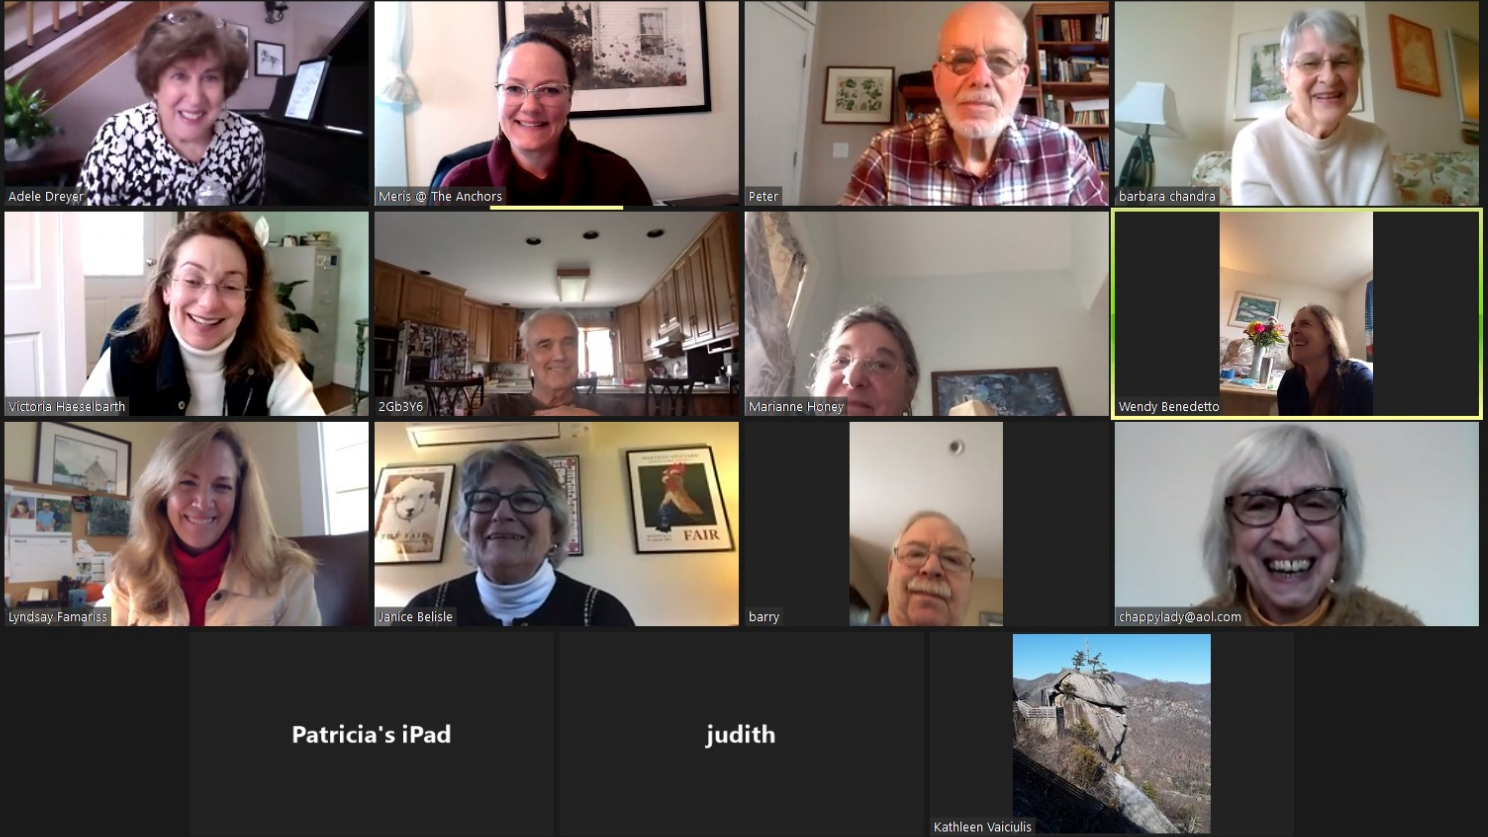 Adele Dreyer
Meris @ The Anchors
Peter
barbara chandra
Victoria Haeselbarth
2Gb3Y6
Marianne Honey
Wendy Benedetto
FAIR
Lyndsay Famariss
Janice Belisle
barry
chappylady@aol.com
Patricia's iPad
judith
Kathleen Vaiciulis